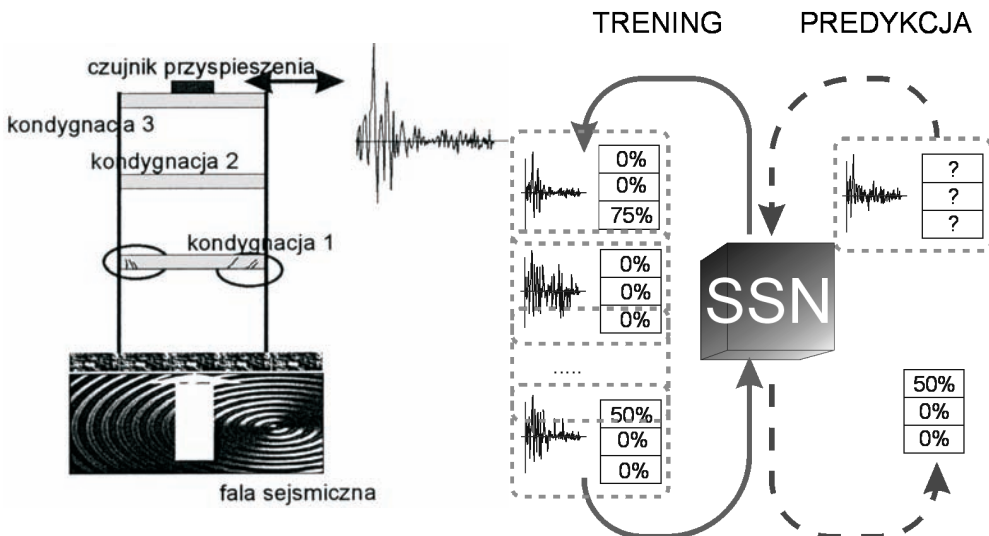 TRENING
PREDYKCJA
czujnik przyspieszenia
kondygnacja 3
kondygnacja 2
kondygnacja 1
fala sejsmiczna
0%
0%
75%
0%
0%
0%
.....
50%
0%
0%
SSN
?
?
?
50%
0%
0%